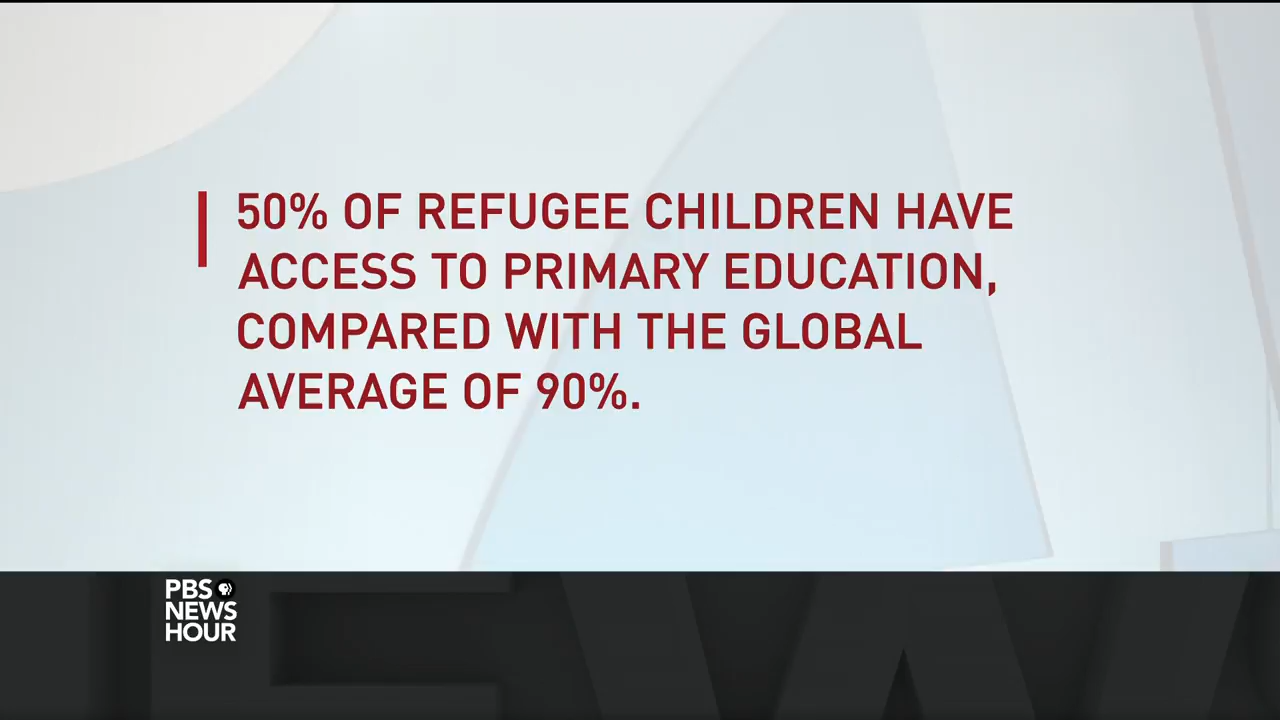 50% OF REFUGEE CHILDREN HAVE
ACCESS TO PRIMARY EDUCATION,
COMPARED WITH THE GLOBAL
AVERAGE OF 90%.
PBS
NEWS
HOUR